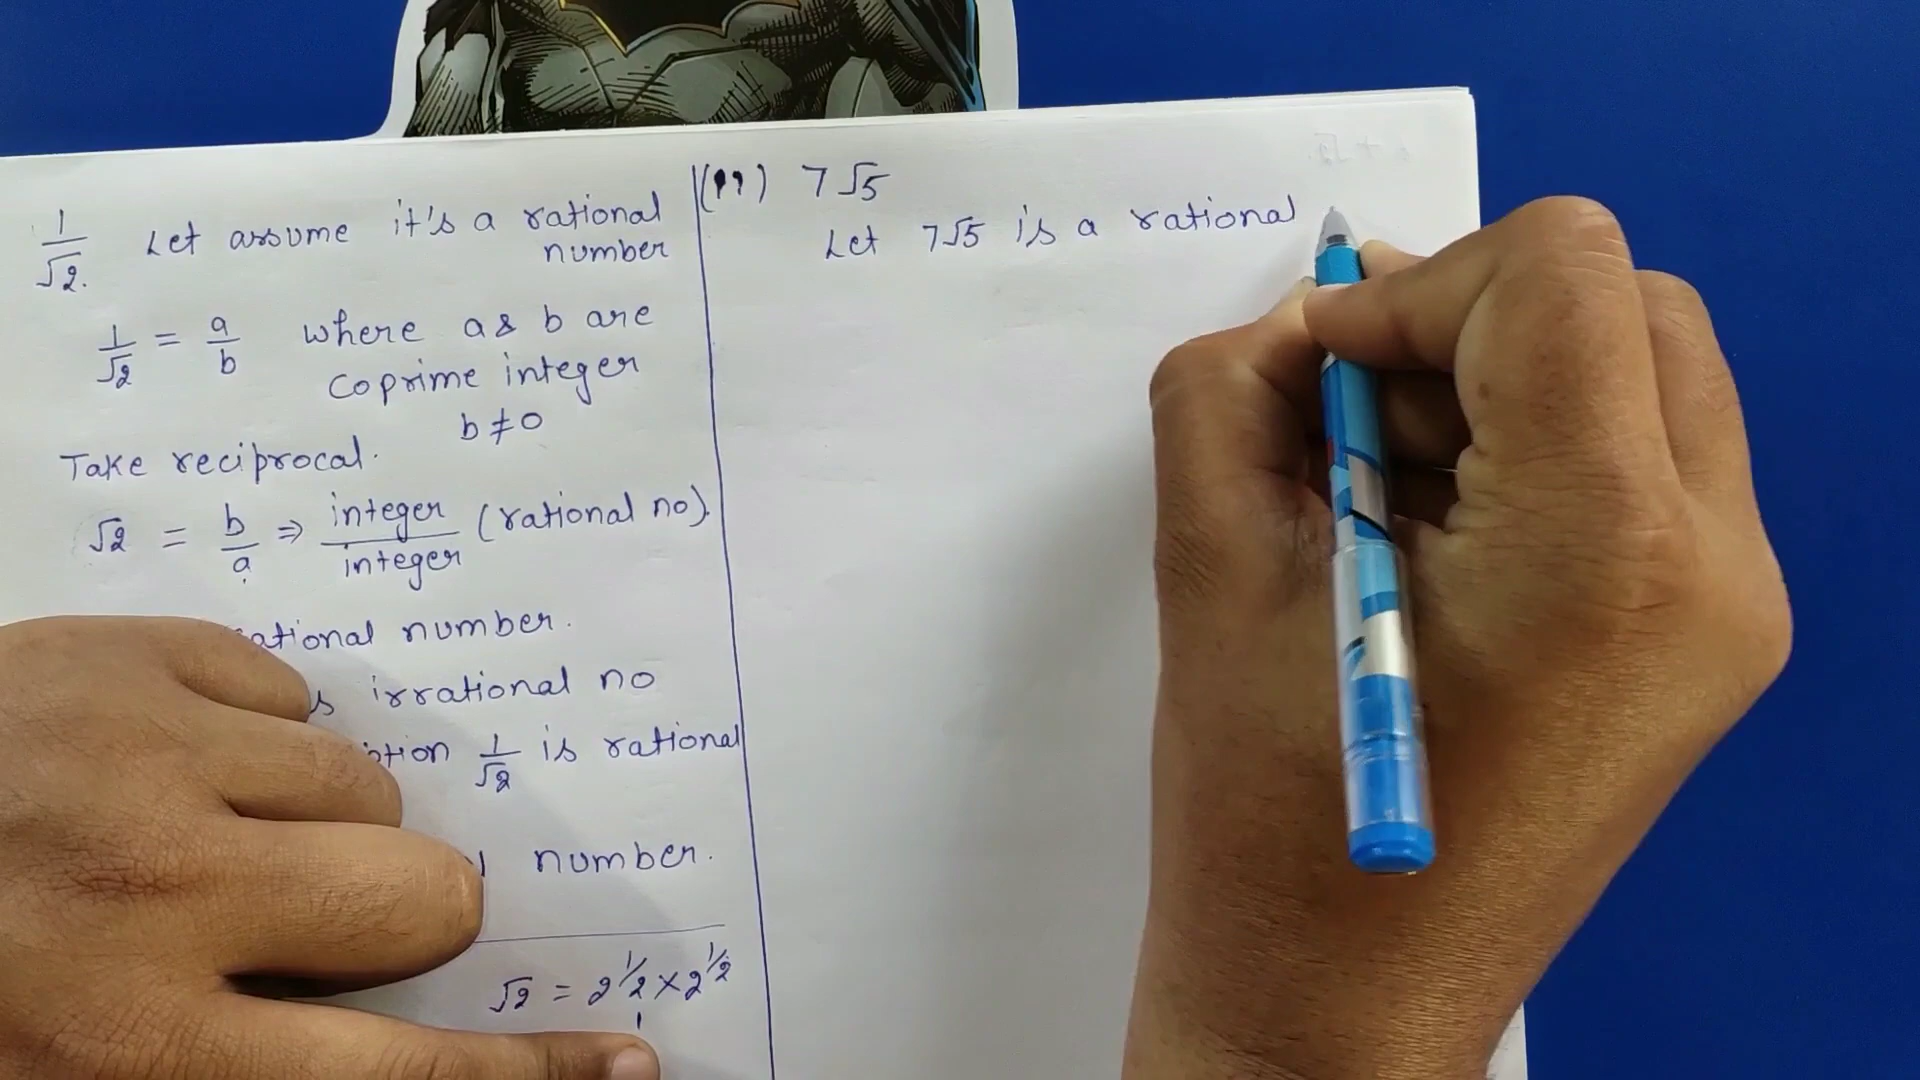 1/√2. Let assume it's a rational
number
1/√2 = a/b where a & b are
coprime integer
b ≠ 0
Take reciprocal.
√2 = b/a ⇒ integer/integer (rational no).
number.
irrational no
1/√2 is rational
number.
√2 = 2^1/2 × 2^1/2
(ii) 7√5
Let 7√5 is a rational